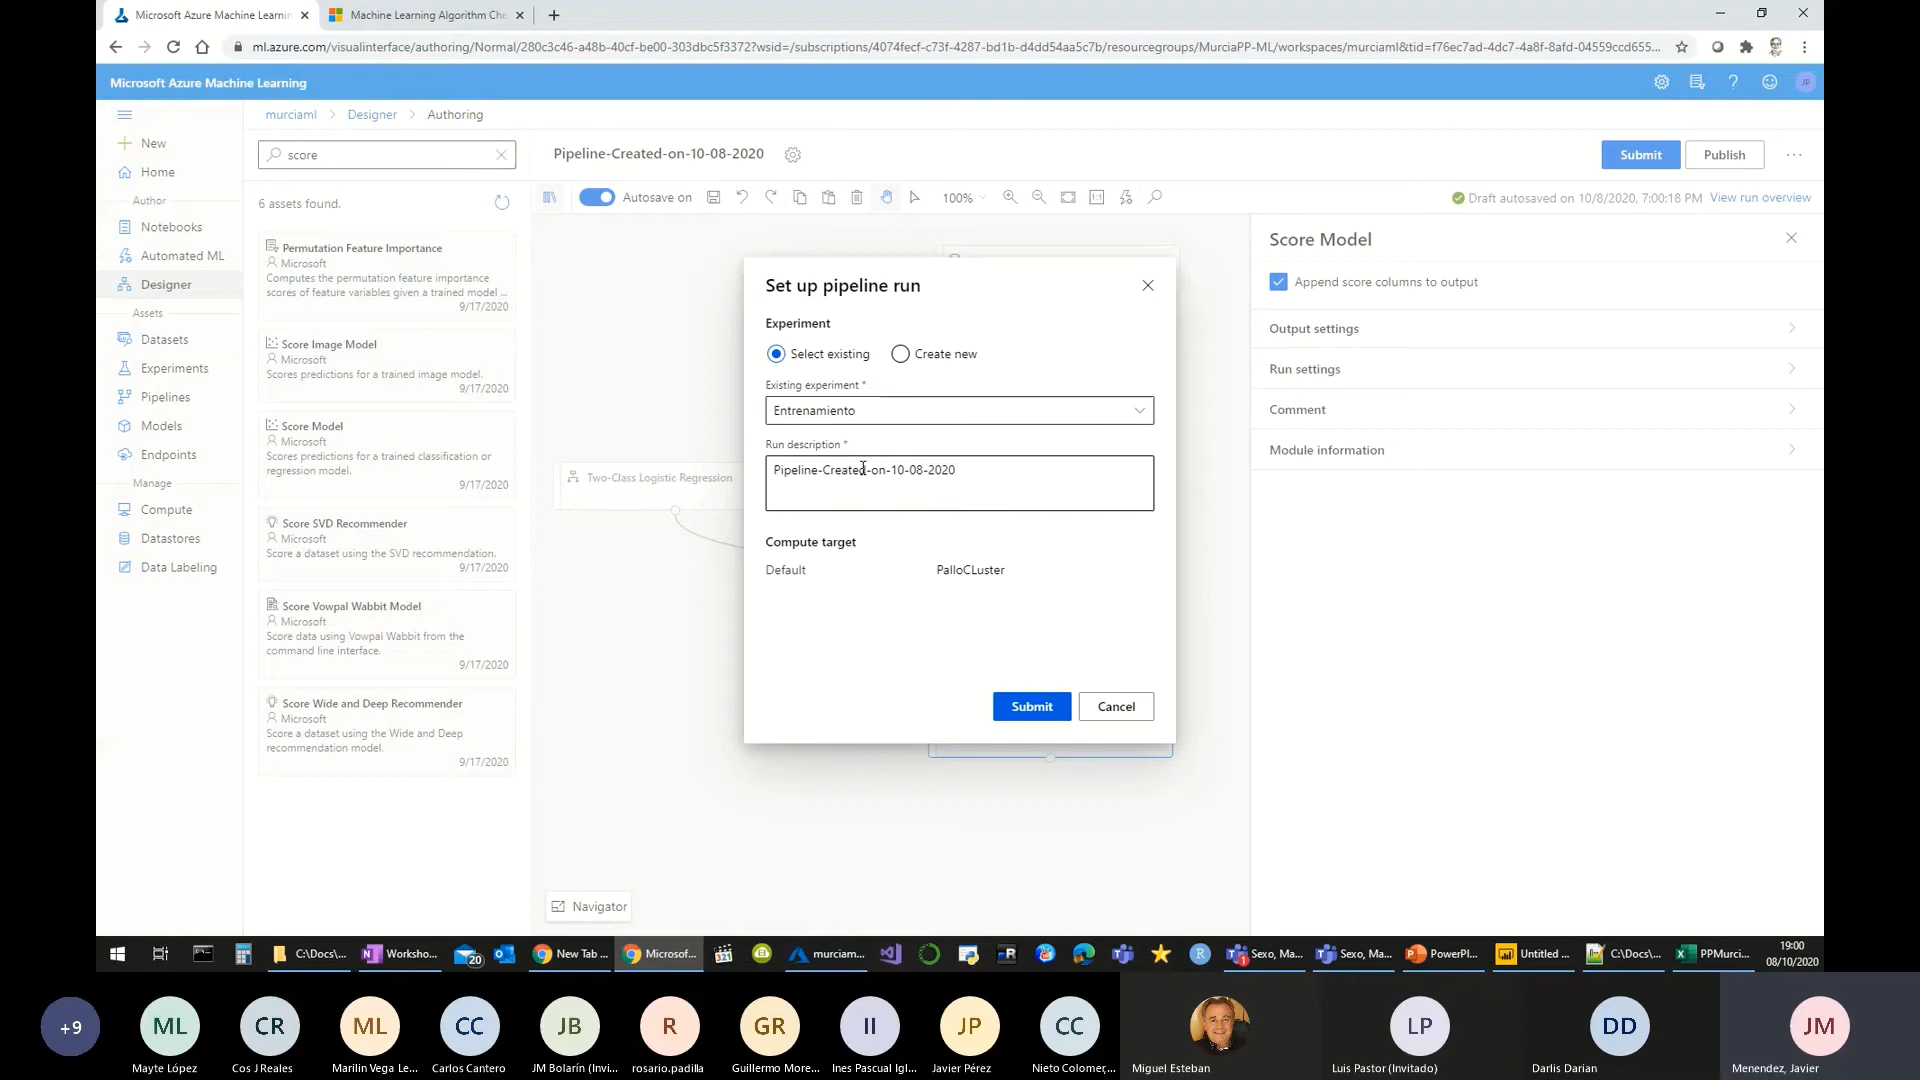 Microsoft Azure Machine Learnin
Machine Learning Algorithm Che
ml.azure.com/visualinterface/authoring/Normal/280c3c46-a48b-40cf-be00-303dbc5f3372?wsid=/subscriptions/4074fecf-c73f-4287-bd1b-d4dd54aa5c7b/resourcegroups/MurciaPP-ML/workspaces/murciaml&tid=f76ec7ad-4dc7-4a8f-8afd-04559ccd655...
Microsoft Azure Machine Learning
JP
murciaml > Designer > Authoring
New
Home
Author
Notebooks
Automated ML
Designer
Assets
Datasets
Experiments
Pipelines
Models
Endpoints
Manage
Compute
Datastores
Data Labeling
score
6 assets found.
Permutation Feature Importance
Microsoft
Computes the permutation feature importance
scores of feature variables given a trained model ...
9/17/2020
Score Image Model
Microsoft
Scores predictions for a trained image model.
9/17/2020
Score Model
Microsoft
Scores predictions for a trained classification or
regression model.
9/17/2020
Score SVD Recommender
Microsoft
Score a dataset using the SVD recommendation.
9/17/2020
Score Vowpal Wabbit Model
Microsoft
Score data using Vowpal Wabbit from the
command line interface.
9/17/2020
Score Wide and Deep Recommender
Microsoft
Score a dataset using the Wide and Deep
recommendation model.
9/17/2020
Pipeline-Created-on-10-08-2020
Submit
Publish
Autosave on
100%
Draft autosaved on 10/8/2020, 7:00:18 PM
View run overview
Two-Class Logistic Regression
Navigator
Set up pipeline run
Experiment
Select existing
Create new
Existing experiment *
Entrenamiento
Run description *
Pipeline-Created-on-10-08-2020
Compute target
Default
PalloCLuster
Submit
Cancel
Score Model
Append score columns to output
Output settings
Run settings
Comment
Module information
C:\Docs\...
Worksho...
20
New Tab ...
Microsof...
321
murciam...
R
R
1
Sexo, Ma...
Sexo, Ma...
PowerPI...
Untitled ...
C:\Docs\...
PPMurci...
19:00
08/10/2020
+9
ML
Mayte López
CR
Cos J Reales
ML
Marilin Vega Le...
CC
Carlos Cantero
JB
JM Bolarín (Invi...
R
rosario.padilla
GR
Guillermo More...
II
Ines Pascual Igl...
JP
Javier Pérez
CC
Nieto Colomer,...
Miguel Esteban
LP
Luis Pastor (Invitado)
DD
Darlis Darian
JM
Menendez, Javier